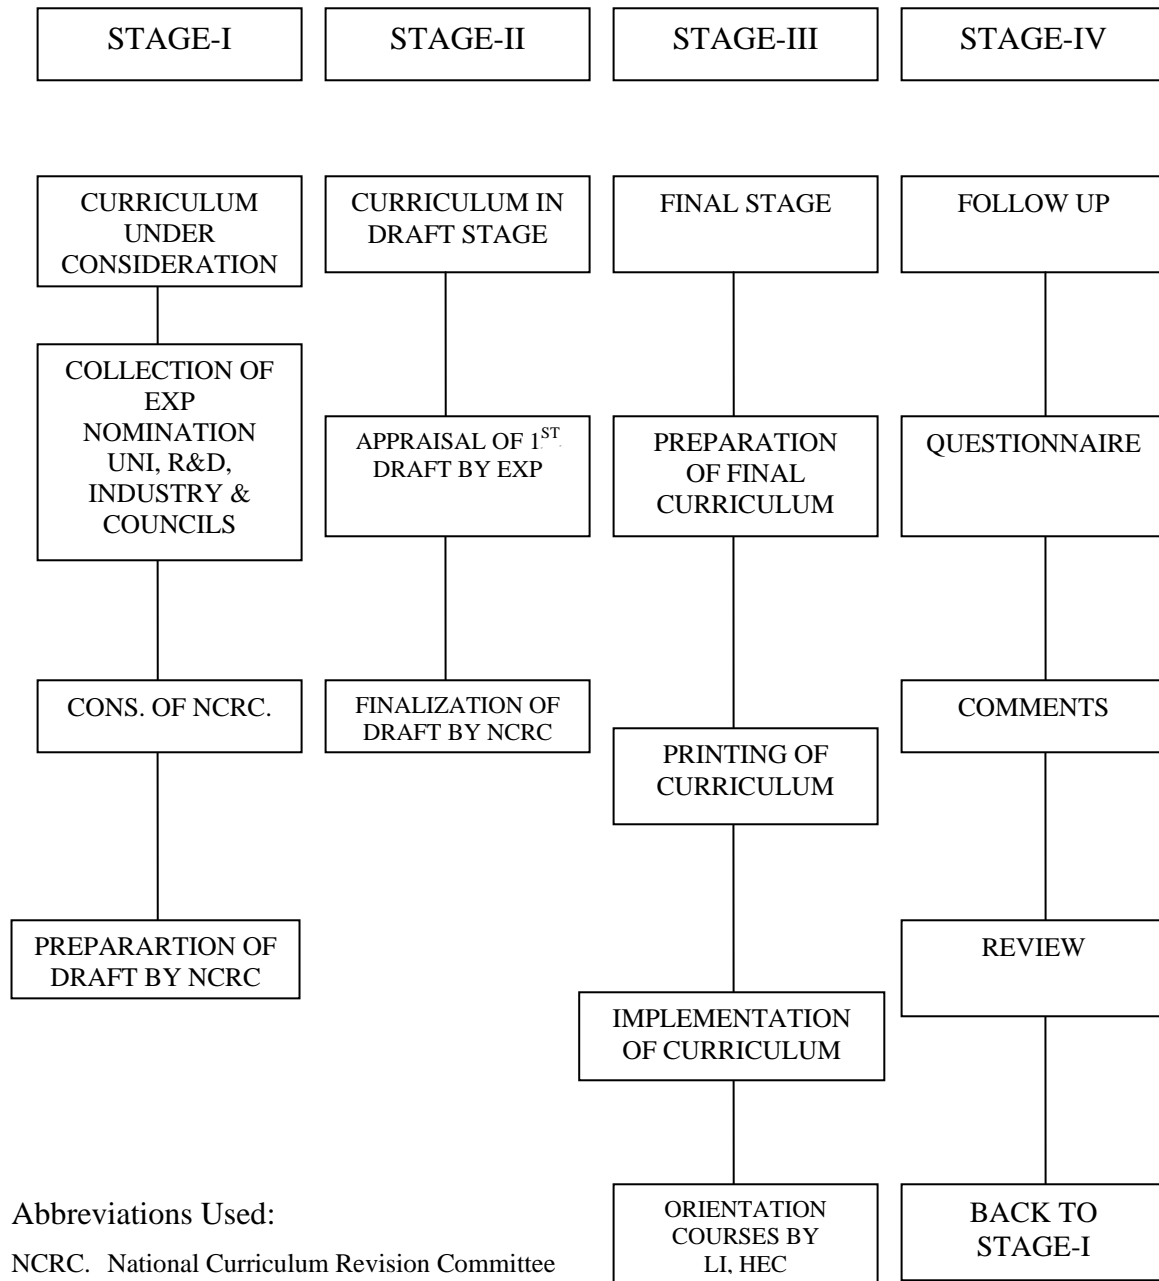 STAGE-I
STAGE-II
STAGE-III
STAGE-IV
CURRICULUM
UNDER
CONSIDERATION
COLLECTION OF
EXP
NOMINATION
UNI, R&D,
INDUSTRY &
COUNCILS
CONS. OF NCRC.
PREPARARTION OF
DRAFT BY NCRC
CURRICULUM IN
DRAFT STAGE
APPRAISAL OF 1ST.
DRAFT BY EXP
FINALIZATION OF
DRAFT BY NCRC
FINAL STAGE
PREPARATION
OF FINAL
CURRICULUM
PRINTING OF
CURRICULUM
IMPLEMENTATION
OF CURRICULUM
ORIENTATION
COURSES BY
LI, HEC
FOLLOW UP
QUESTIONNAIRE
COMMENTS
REVIEW
BACK TO
STAGE-I
Abbreviations Used:
NCRC. National Curriculum Revision Committee